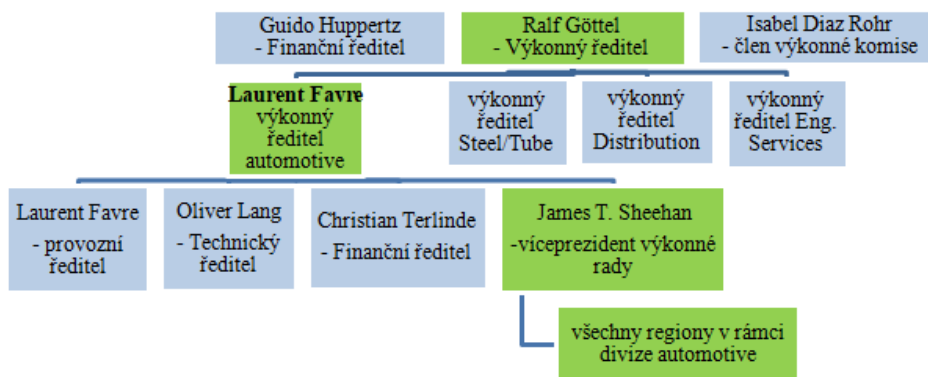 Guido Huppertz
- Finanční ředitel
Ralf Göttel
- Výkonný ředitel
Isabel Diaz Rohr
- člen výkonné komise
Laurent Favre
výkonný
ředitel
automotive
výkonný
ředitel
Steel/Tube
výkonný
ředitel
Distribution
výkonný
ředitel Eng.
Services
Laurent Favre
- provozní
ředitel
Oliver Lang
- Technický
ředitel
Christian Terlinde
- Finanční ředitel
James T. Sheehan
-víceprezident výkonné
rady
všechny regiony v rámci
divize automotive